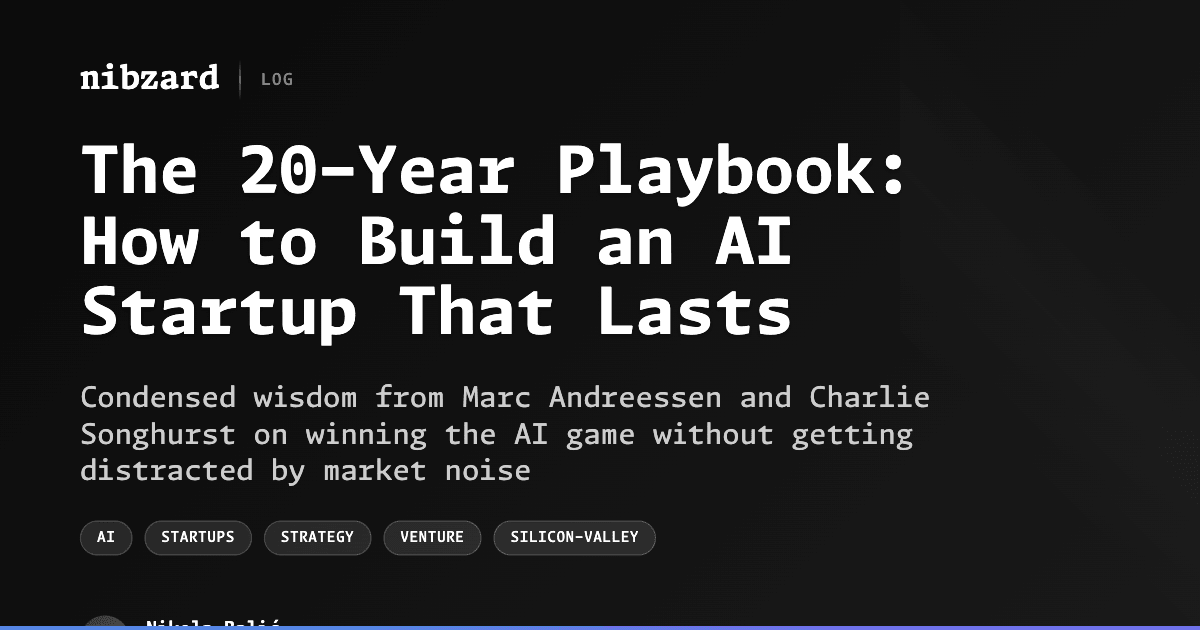 nibzard
LOG
The 20-Year Playbook:
How to Build an AI
Startup That Lasts
Condensed wisdom from Marc Andreessen and Charlie
Songhurst on winning the AI game without getting
distracted by market noise
AI STARTUPS STRATEGY VENTURE SILICON-VALLEY
Nikola Balić